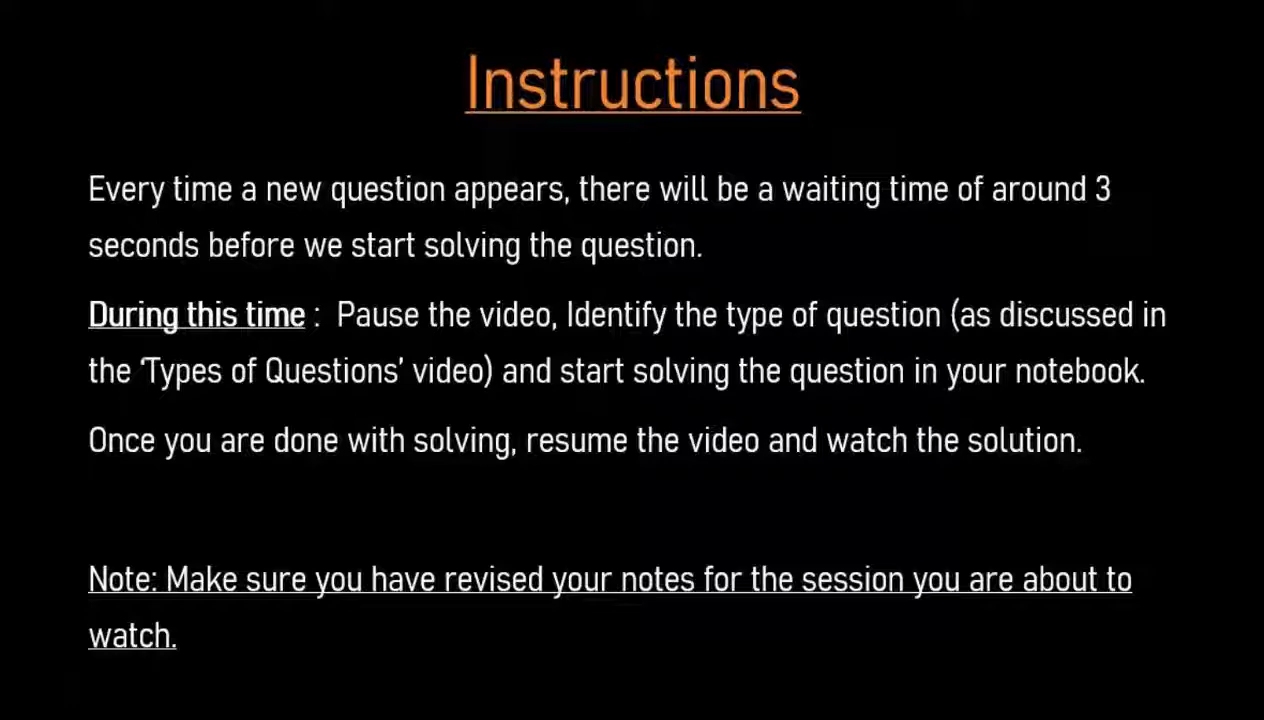 Instructions
Every time a new question appears, there will be a waiting time of around 3
seconds before we start solving the question.
During this time :  Pause the video, Identify the type of question (as discussed in
the ‘Types of Questions’ video) and start solving the question in your notebook.
Once you are done with solving, resume the video and watch the solution.
Note: Make sure you have revised your notes for the session you are about to
watch.